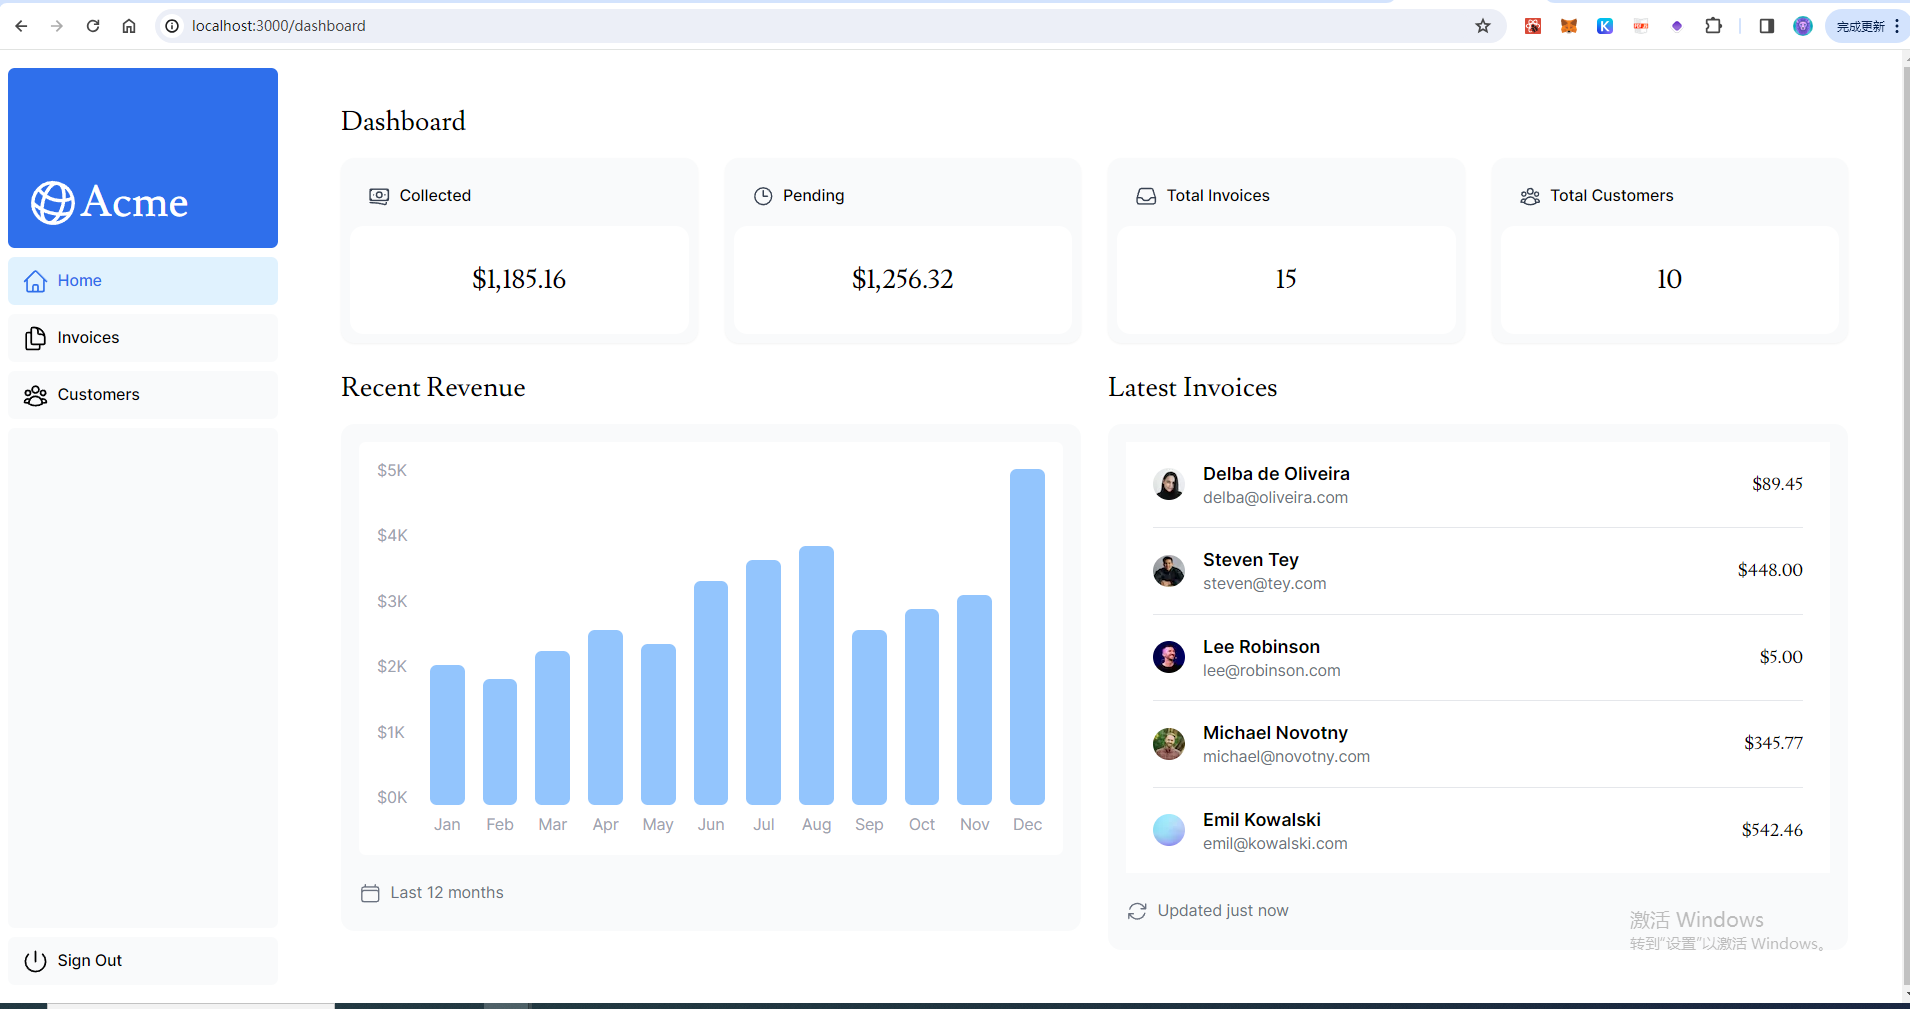 localhost:3000/dashboard
完成更新
Acme
Home
Invoices
Customers
Sign Out
Dashboard
Collected
$1,185.16
Pending
$1,256.32
Total Invoices
15
Total Customers
10
Recent Revenue
$5K
$4K
$3K
$2K
$1K
$0K
Jan Feb Mar Apr May Jun Jul Aug Sep Oct Nov Dec
Last 12 months
Latest Invoices
Delba de Oliveira
delba@oliveira.com
$89.45
Steven Tey
steven@tey.com
$448.00
Lee Robinson
lee@robinson.com
$5.00
Michael Novotny
michael@novotny.com
$345.77
Emil Kowalski
emil@kowalski.com
$542.46
Updated just now
激活 Windows
转到“设置”以激活 Windows。